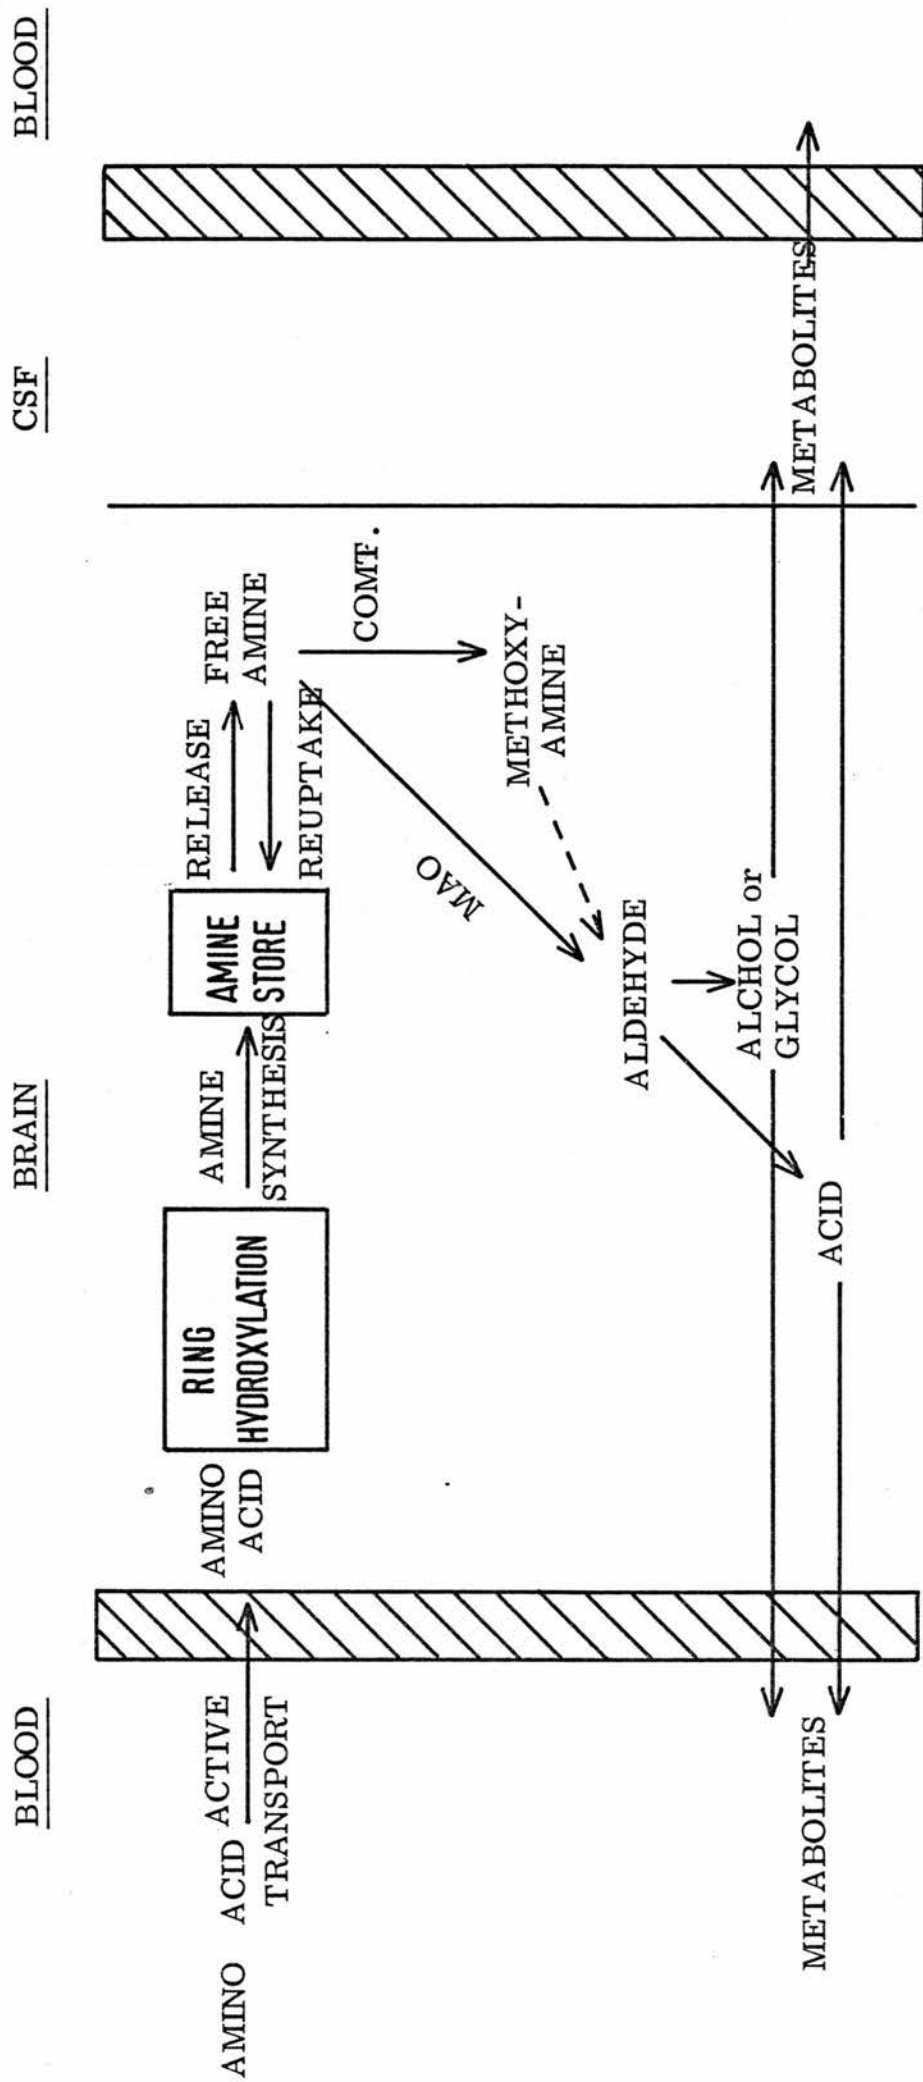 BLOOD
BRAIN
CSF
BLOOD
AMINO ACID
ACTIVE
TRANSPORT
AMINO
ACID
RING
HYDROXYLATION
AMINE
SYNTHESIS
AMINE
STORE
RELEASE
REUPTAKE
FREE
AMINE
COMT.
MAO
METHOXY-
AMINE
ALDEHYDE
ALCHOL or
GLYCOL
ACID
METABOLITES
METABOLITES